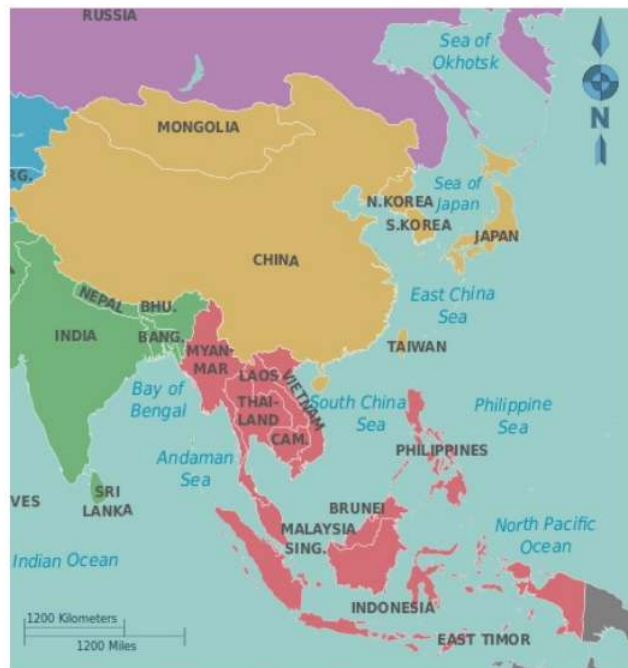 RUSSIA
Sea of
Okhotsk
N
MONGOLIA
RG.
Sea of
Japan
N.KOREA
S.KOREA
JAPAN
CHINA
East China
Sea
NEPAL
BHU.
INDIA
BANG.
TAIWAN
MYAN-
MAR
LAOS
VIETNAM
Bay of
Bengal
THAI-
LAND
South China
Sea
Philippine
Sea
CAM.
PHILIPPINES
Andaman
Sea
VES
SRI
LANKA
BRUNEI
MALAYSIA
SING.
North Pacific
Ocean
Indian Ocean
INDONESIA
1200 Kilometers
1200 Miles
EAST TIMOR